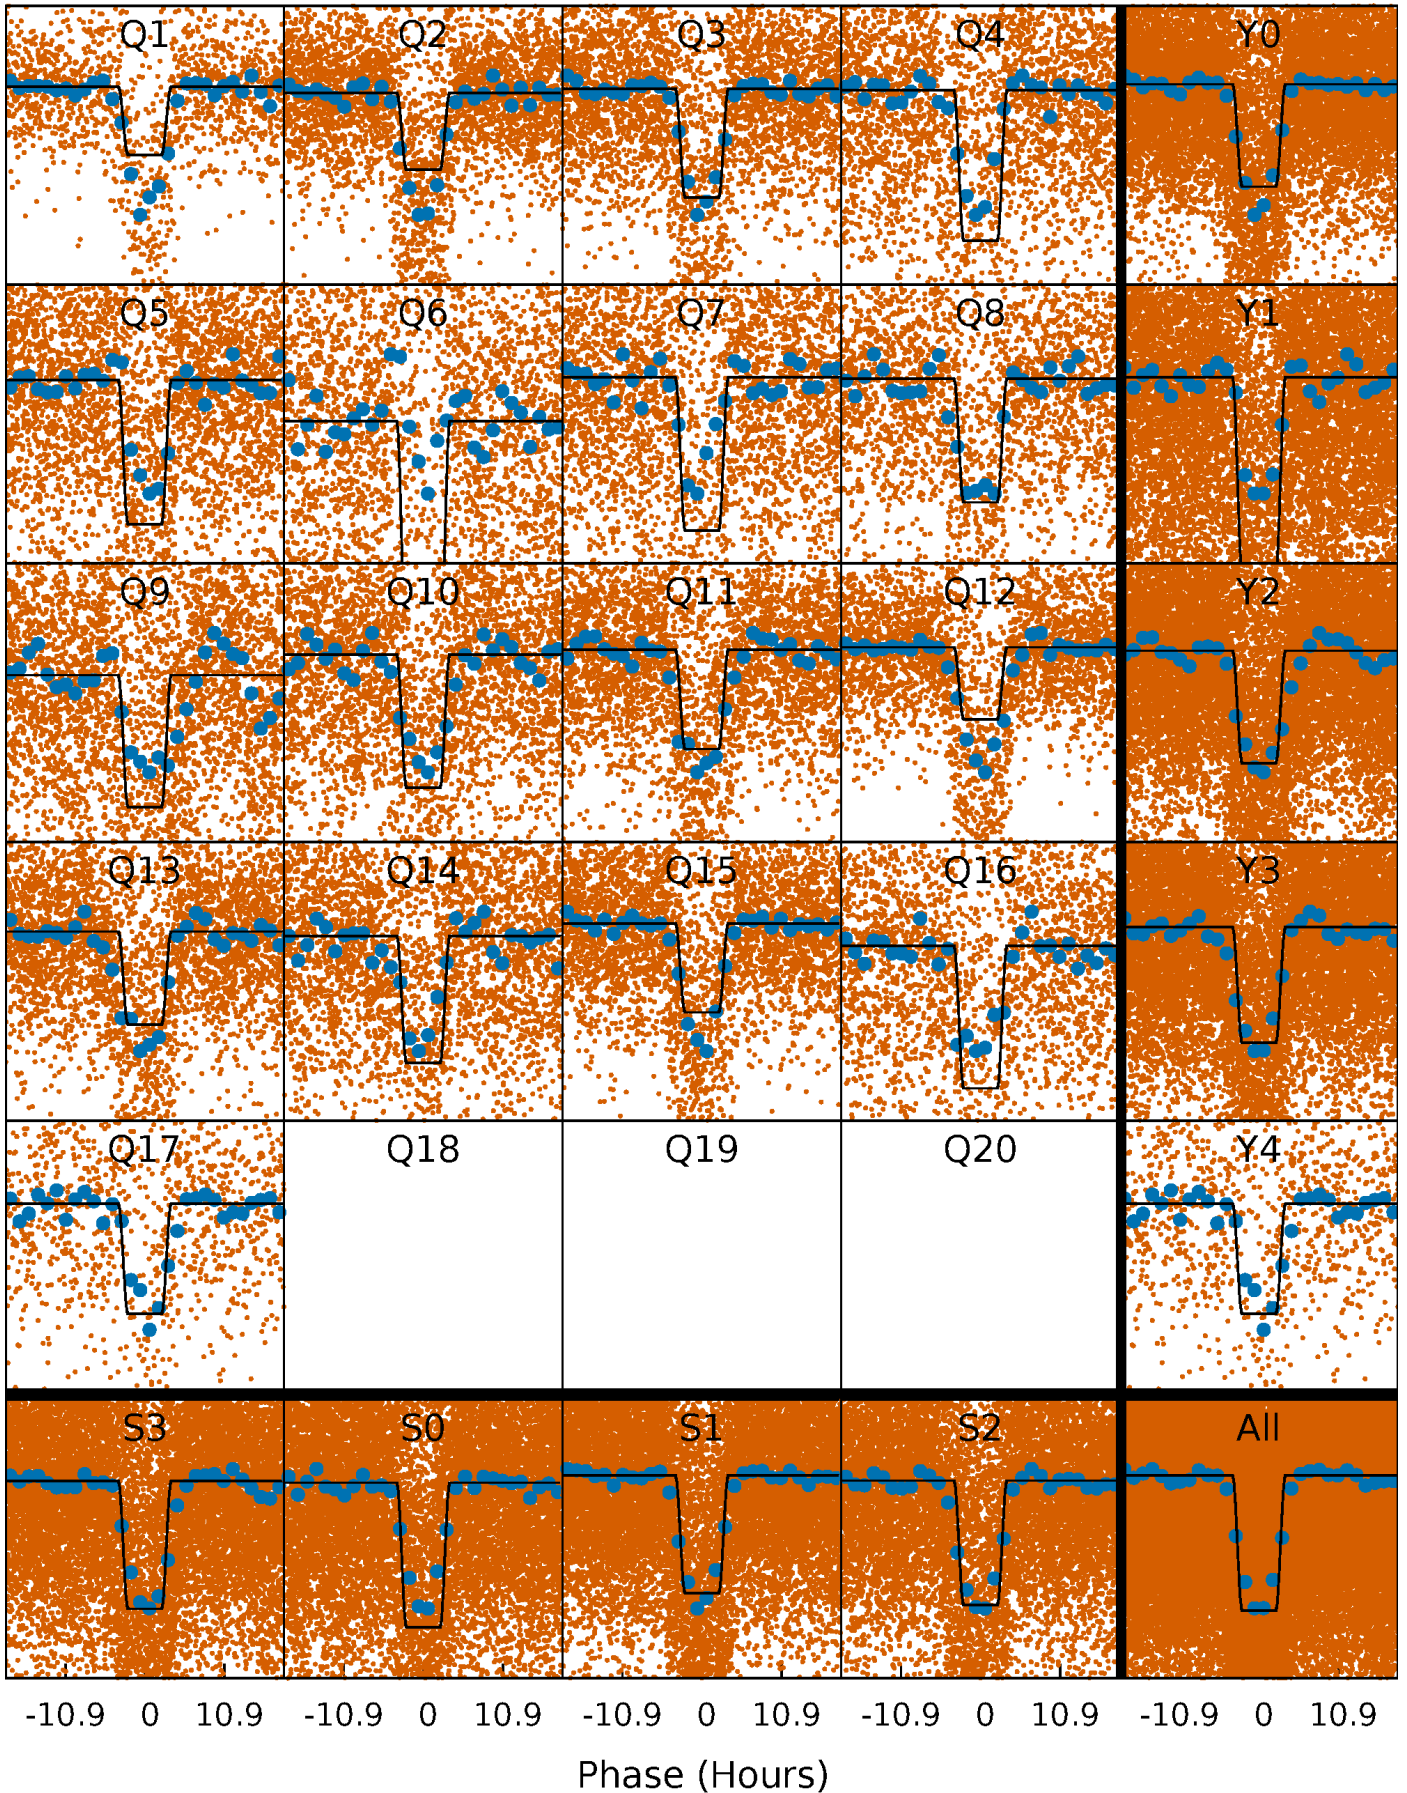 Q1 Q2 Q3 Q4 Y0
Q5 Q6 Q7 Q8 Y1
Q9 Q10 Q11 Q12 Y2
Q13 Q14 Q15 Q16 Y3
Q17 Q18 Q19 Q20 Y4
S3 S0 S1 S2 All
-10.9 0 10.9 -10.9 0 10.9 -10.9 0 10.9 -10.9 0 10.9 -10.9 0 10.9
Phase (Hours)